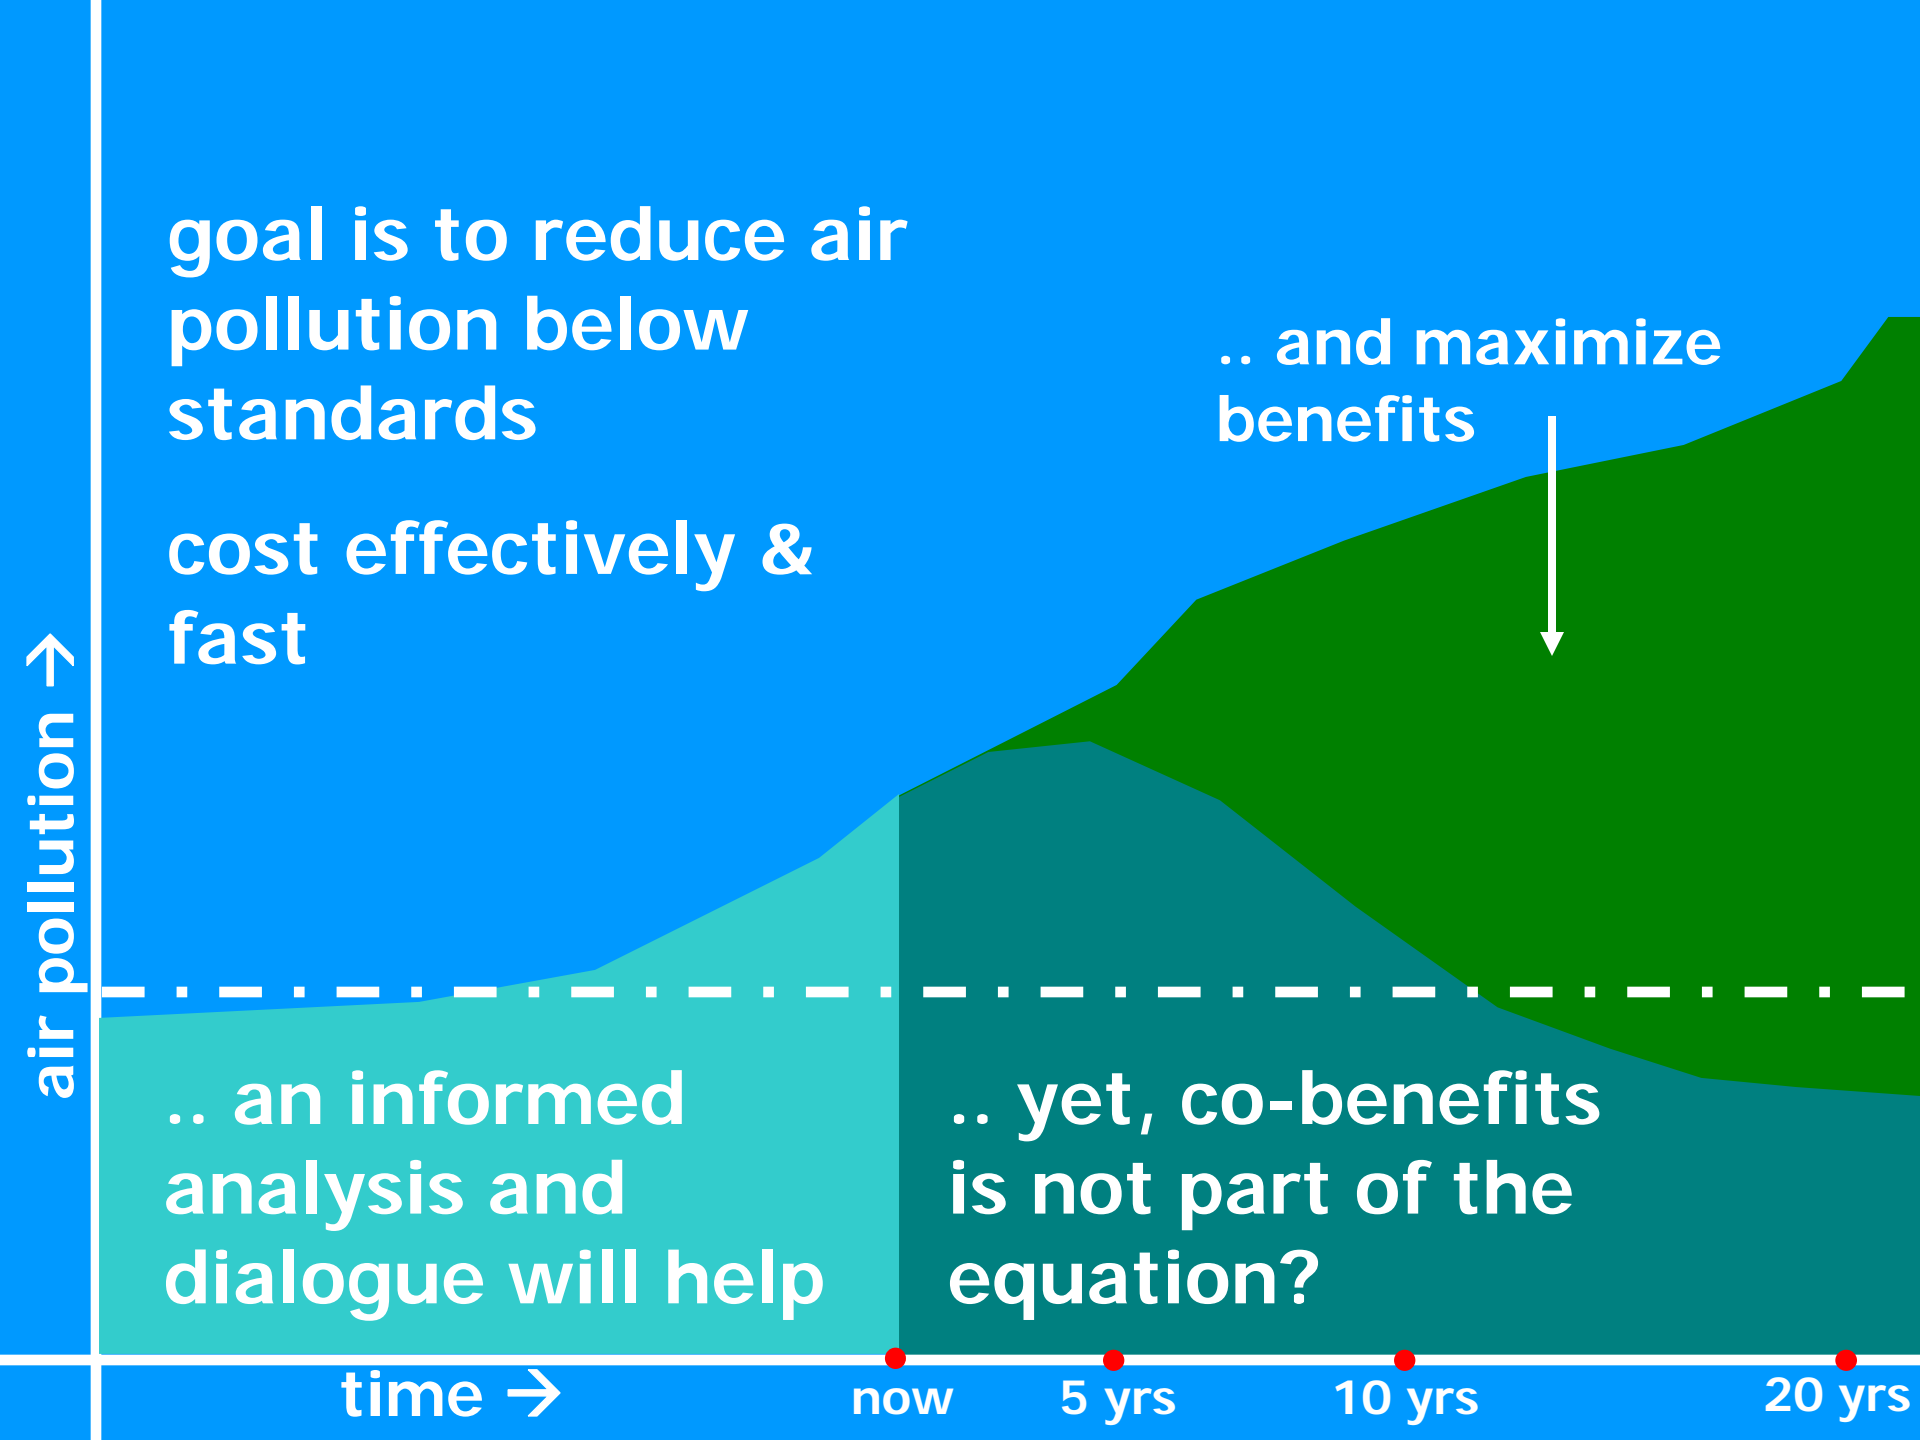 goal is to reduce air
pollution below
standards
cost effectively &
fast
.. and maximize
benefits
air pollution →
.. an informed
analysis and
dialogue will help
.. yet, co-benefits
is not part of the
equation?
time →
now
5 yrs
10 yrs
20 yrs